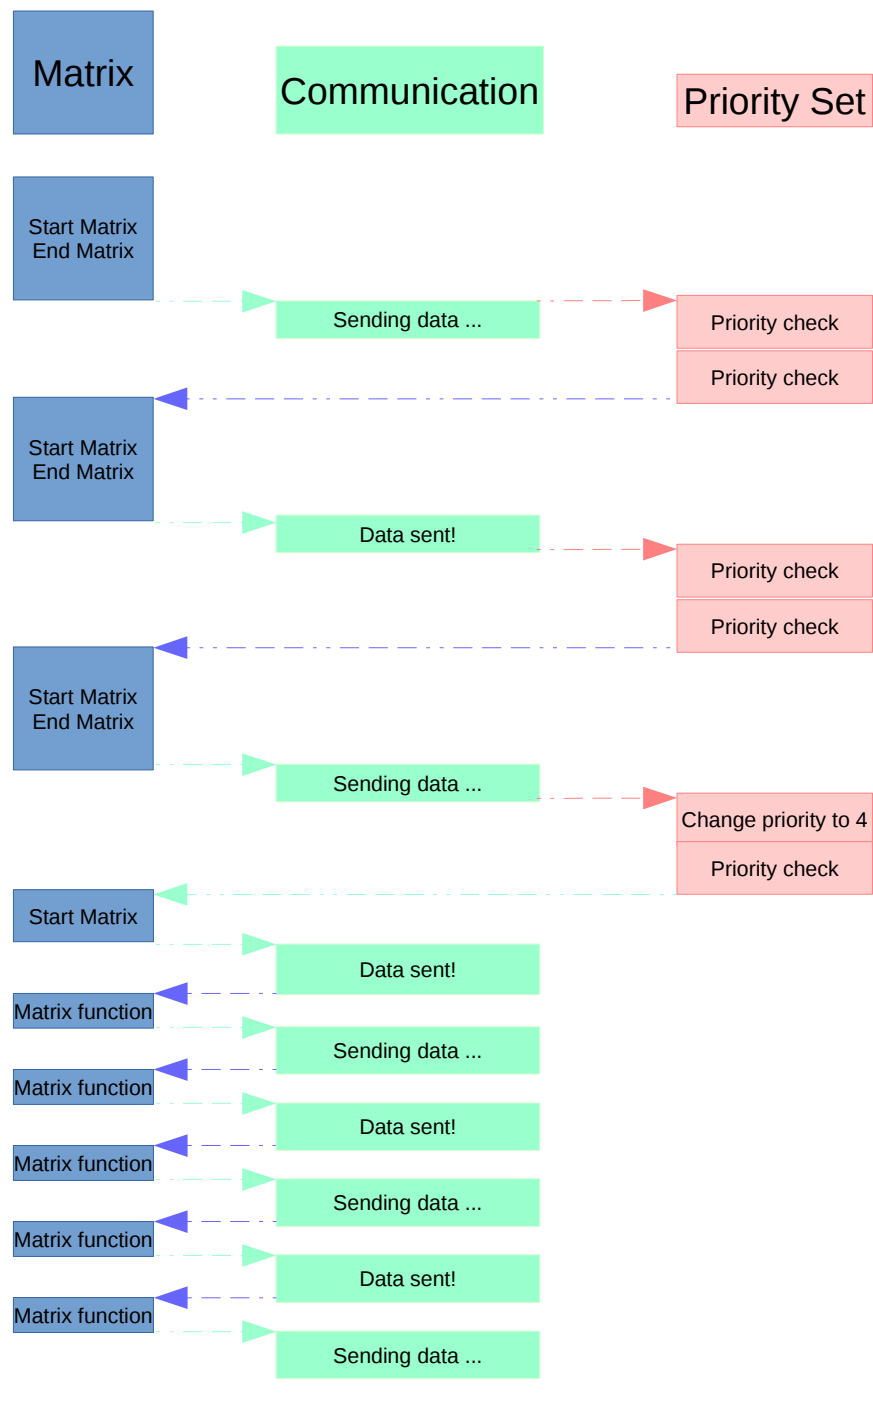 Matrix
Communication
Priority Set
Start Matrix
End Matrix
Sending data ...
Priority check
Priority check
Start Matrix
End Matrix
Data sent!
Priority check
Priority check
Start Matrix
End Matrix
Sending data ...
Change priority to 4
Priority check
Start Matrix
Data sent!
Matrix function
Sending data ...
Matrix function
Data sent!
Matrix function
Sending data ...
Matrix function
Data sent!
Matrix function
Sending data ...